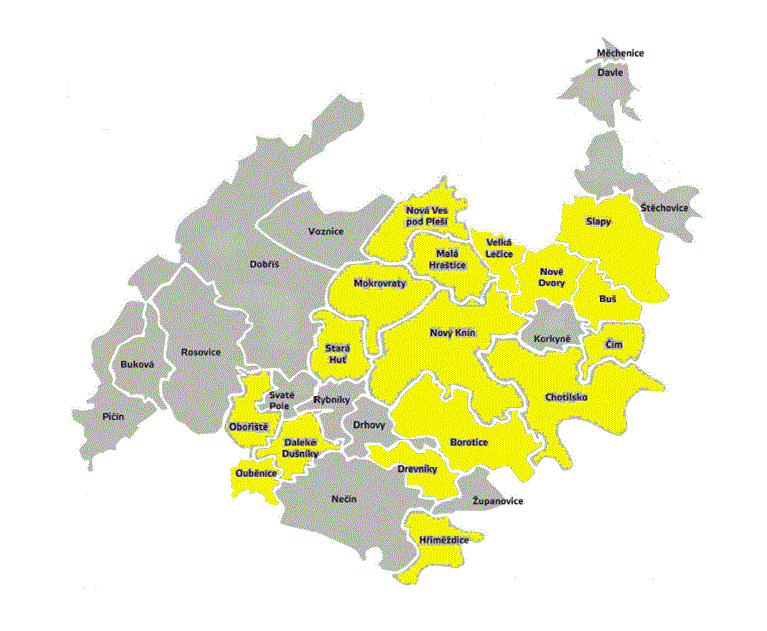 Měchenice
Davle
Štěchovice
Slapy
Nová Ves
pod Pleší
Voznice
Velká
Lečice
Malá
Hraštice
Dobříš
Nové
Dvory
Mokrovraty
Buš
Nový Knín
Korkyně
Čím
Stará
Huť
Rosovice
Buková
Svaté
Pole
Rybníky
Chotilsko
Pičín
Drhovy
Obořiště
Daleké
Dušníky
Borotice
Drevníky
Ouběnice
Nečín
Županovice
Hříměždice